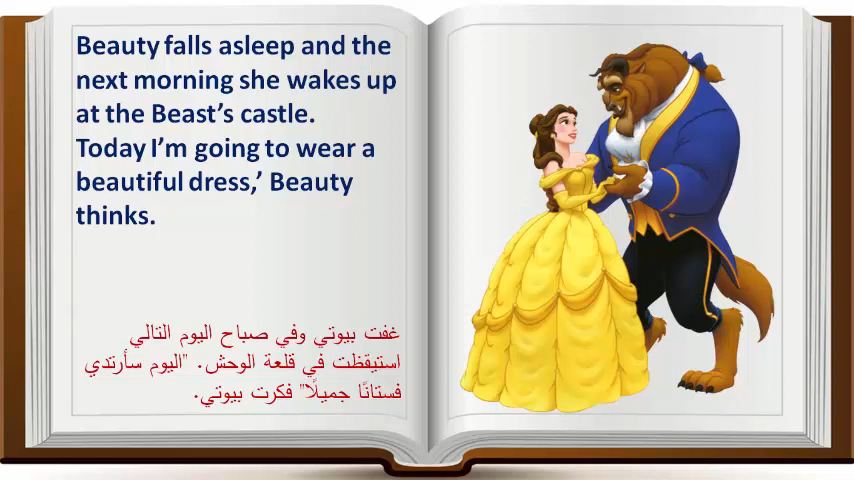 Beauty falls asleep and the
next morning she wakes up
at the Beast’s castle.
Today I’m going to wear a
beautiful dress,’ Beauty
thinks.
غفت بيوتي وفي صباح اليوم التالي
استيقظت في قلعة الوحش. "اليوم سأرتدي
فستانًا جميلًا" فكرت بيوتي.